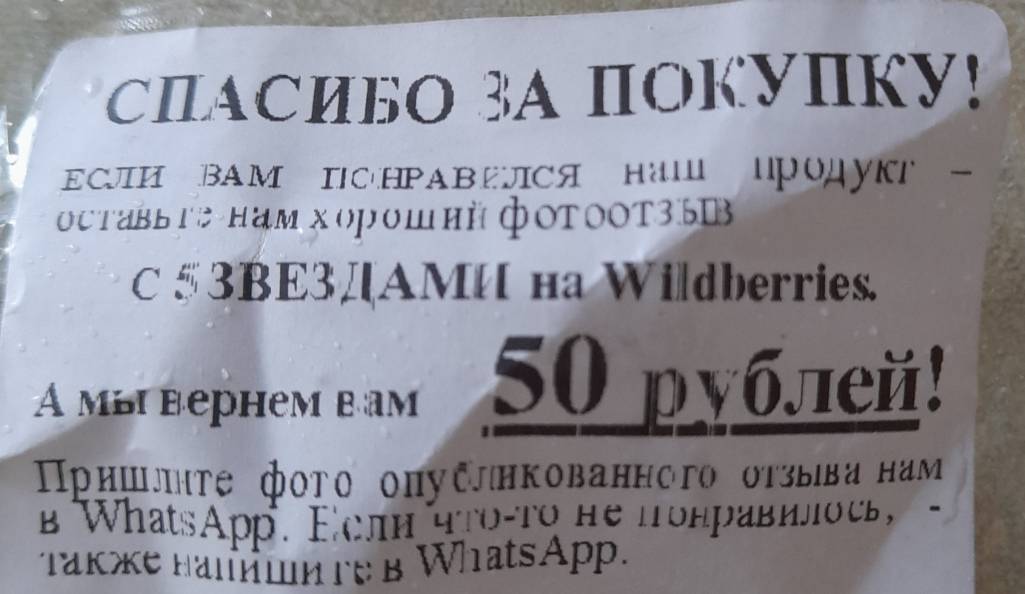 СПАСИБО ЗА ПОКУПКУ!
ЕСЛИ ВАМ ПОНРАВИЛСЯ наш продукт -
оставьте нам хороший фотоотзыв
С 5 ЗВЕЗДАМИ на Wildberries.
А мы вернем вам 50 рублей!
Пришлите фото опубликованного отзыва нам
в WhatsApp. Если что-то не понравилось, -
также напишите в WhatsApp.